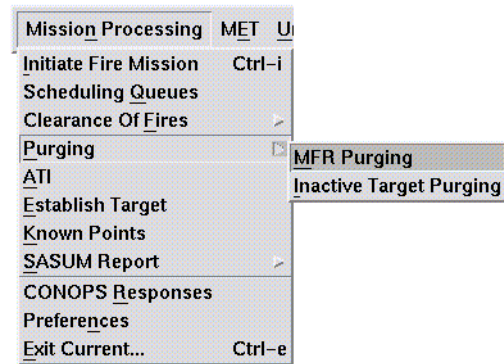 Mission Processing MET
Initiate Fire Mission Ctrl-i
Scheduling Queues
Clearance Of Fires
Purging
MFR Purging
Inactive Target Purging
ATI
Establish Target
Known Points
SASUM Report
CONOPS Responses
Preferences
Exit Current... Ctrl-e